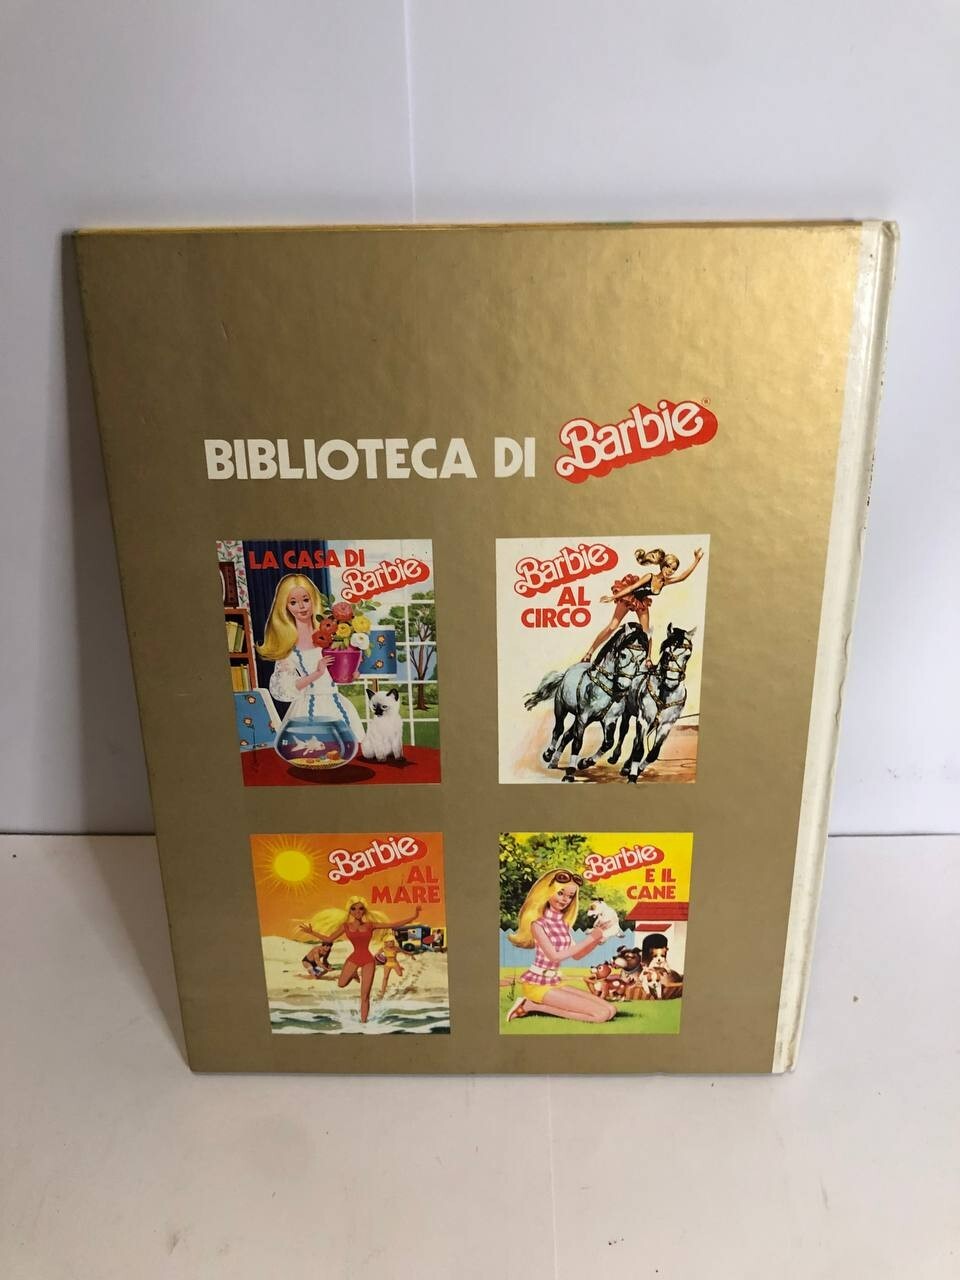 BIBLIOTECA DI Barbie®
LA CASA DI
Barbie
Barbie
AL
CIRCO
Barbie
AL
MARE
Barbie
E IL
CANE